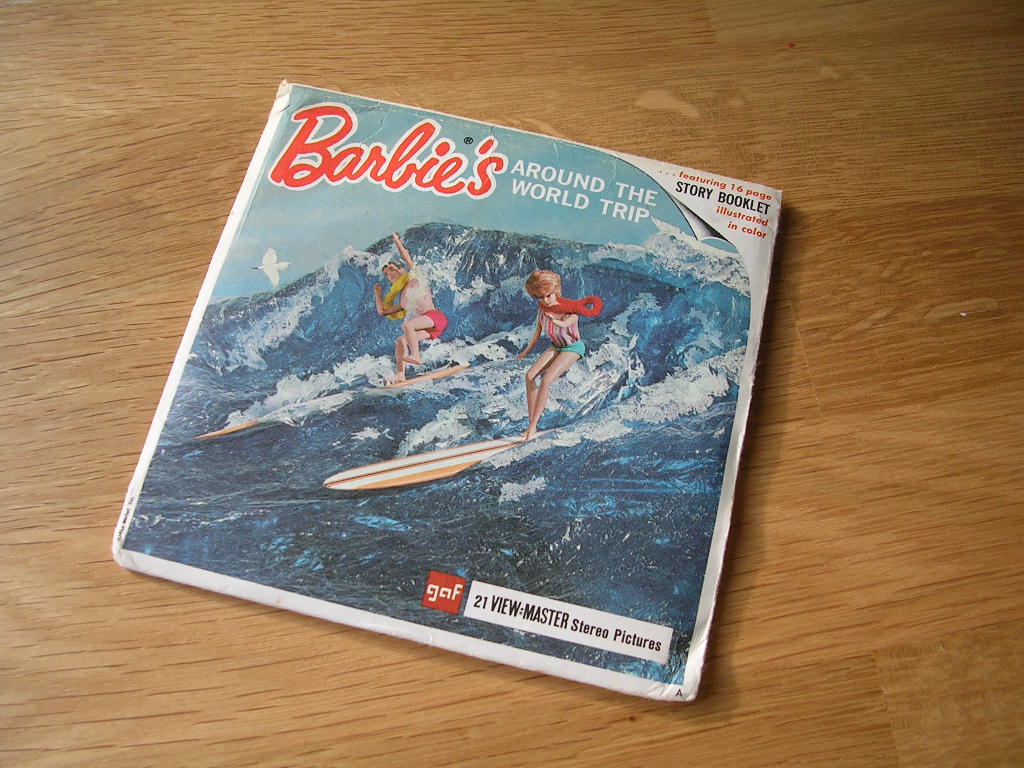 Barbie's®
AROUND THE
WORLD TRIP
... featuring 16 page
STORY BOOKLET
illustrated
in color
gaf
21 VIEW-MASTER Stereo Pictures
A